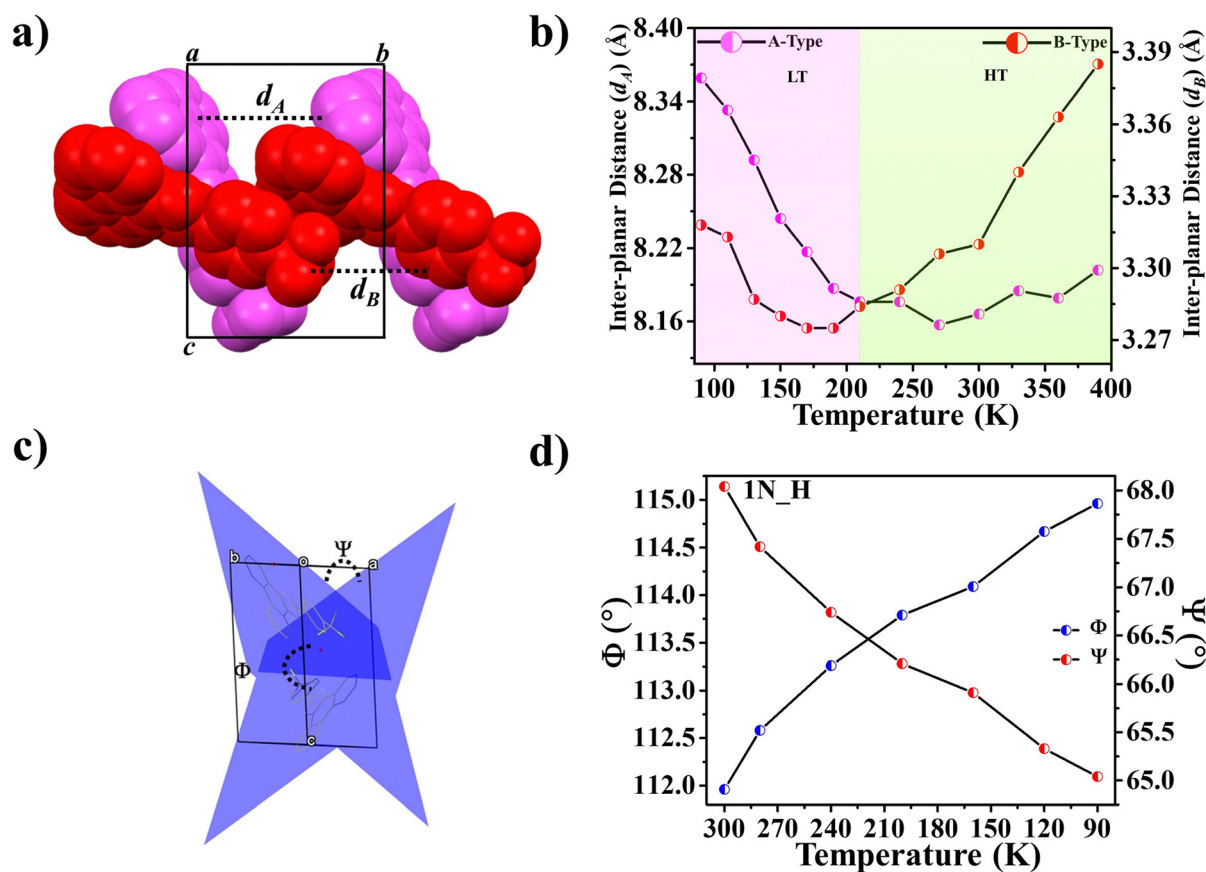 a)
a
b
d_A
d_B
c
b)
A-Type
B-Type
LT
HT
Inter-planar Distance (d_A) (Å)
8.40
8.34
8.28
8.22
8.16
Inter-planar Distance (d_B) (Å)
3.39
3.36
3.33
3.30
3.27
100 150 200 250 300 350 400
Temperature (K)
c)
b
o
a
Ψ
Φ
c
d)
1N_H
Φ (°)
115.0
114.5
114.0
113.5
113.0
112.5
112.0
Φ
Ψ
Ψ (°)
68.0
67.5
67.0
66.5
66.0
65.5
65.0
300 270 240 210 180 150 120 90
Temperature (K)